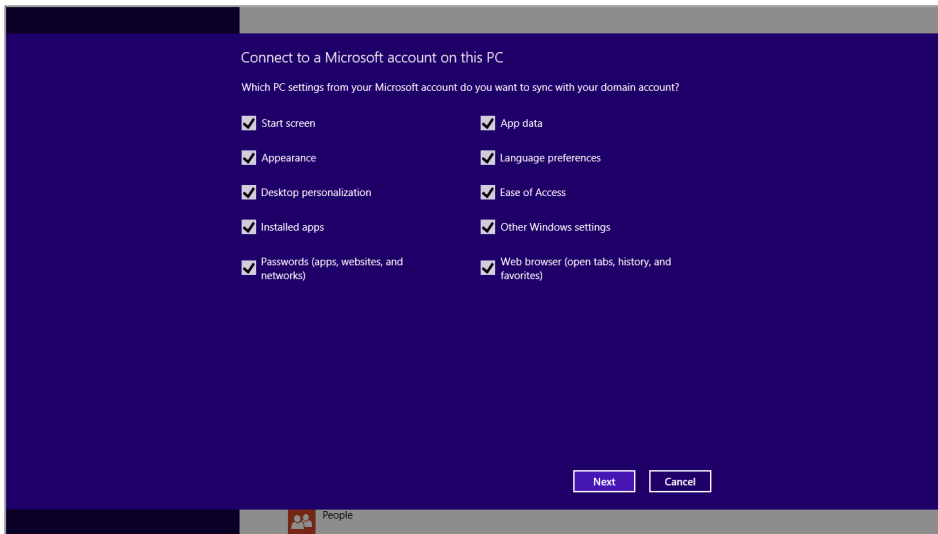 Connect to a Microsoft account on this PC
Which PC settings from your Microsoft account do you want to sync with your domain account?
Start screen
App data
Appearance
Language preferences
Desktop personalization
Ease of Access
Installed apps
Other Windows settings
Passwords (apps, websites, and
networks)
Web browser (open tabs, history, and
favorites)
Next
Cancel
People